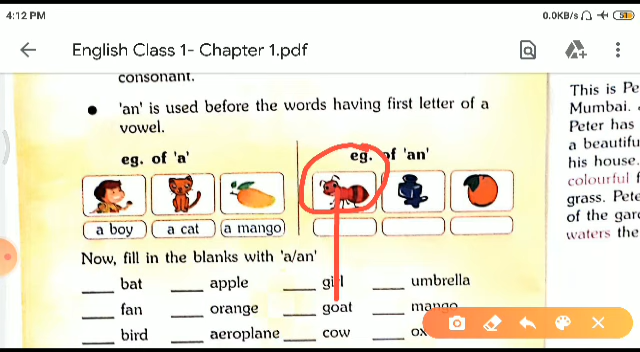 4:12 PM
0.0KB/s
51
English Class 1- Chapter 1.pdf
consonant.
• 'an' is used before the words having first letter of a
vowel.
eg. of 'a'
eg. of 'an'
a boy a cat a mango
Now, fill in the blanks with 'a/an'
____ bat ____ apple ____ girl ____ umbrella
____ fan ____ orange ____ goat ____ mango
____ bird ____ aeroplane ____ cow ____ ox
This is Pe
Mumbai.
Peter has
a beautifu
his house.
colourful f
grass. Pete
of the gard
waters the